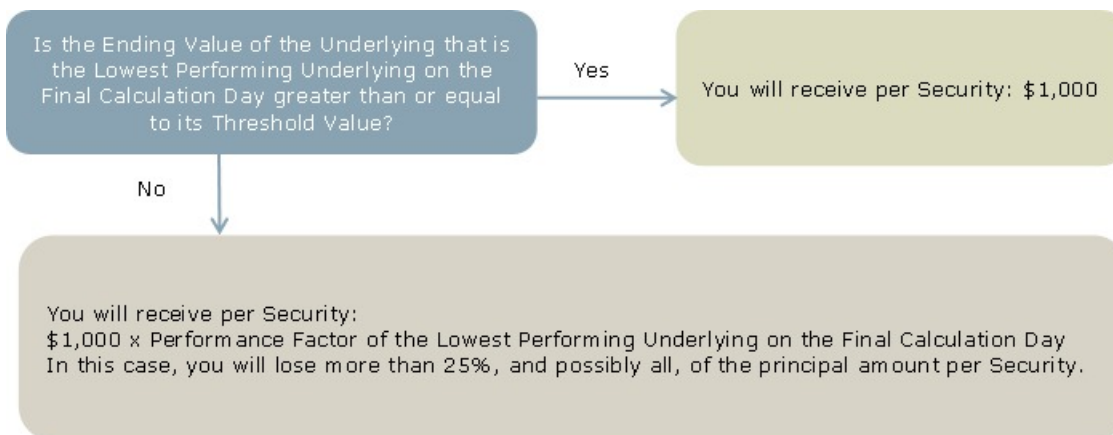 Is the Ending Value of the Underlying that is
the Lowest Performing Underlying on the
Final Calculation Day greater than or equal
to its Threshold Value?
Yes
You will receive per Security: $1,000
No
You will receive per Security:
$1,000 x Performance Factor of the Lowest Performing Underlying on the Final Calculation Day
In this case, you will lose more than 25%, and possibly all, of the principal amount per Security.